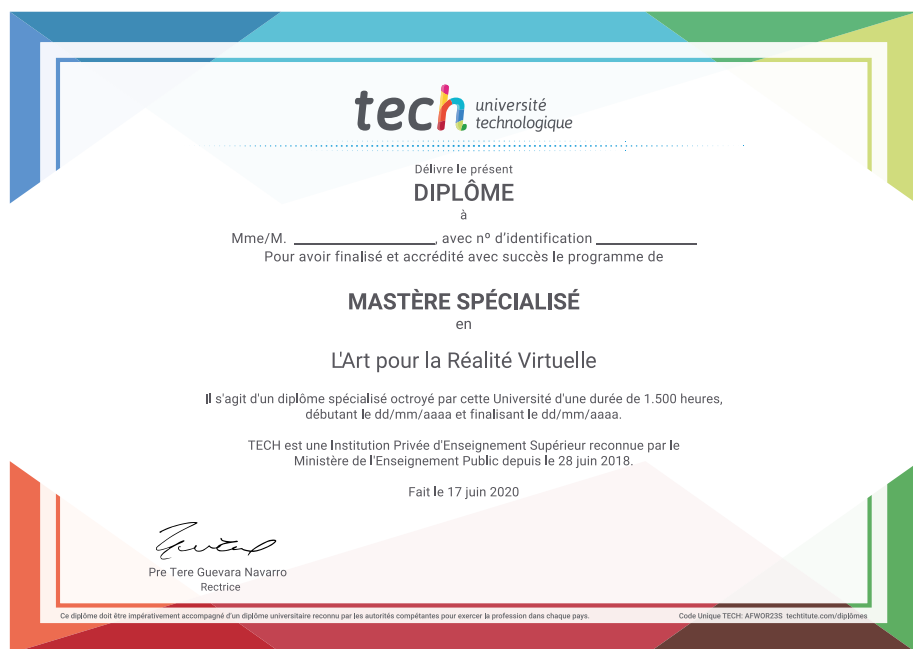 tech université
technologique
Délivre le présent
DIPLÔME
à
Mme/M. ____________, avec nº d'identification ____________
Pour avoir finalisé et accrédité avec succès le programme de
MASTÈRE SPÉCIALISÉ
en
L'Art pour la Réalité Virtuelle
Il s'agit d'un diplôme spécialisé octroyé par cette Université d'une durée de 1.500 heures,
débutant le dd/mm/aaaa et finalisant le dd/mm/aaaa.
TECH est une Institution Privée d'Enseignement Supérieur reconnue par le
Ministère de l'Enseignement Public depuis le 28 juin 2018.
Fait le 17 juin 2020
Pre Tere Guevara Navarro
Rectrice
Ce diplôme doit être impérativement accompagné d'un diplôme universitaire reconnu par les autorités compétantes pour exercer la profession dans chaque pays.
Code Unique TECH: AFWOR23S techtitute.com/diplômes